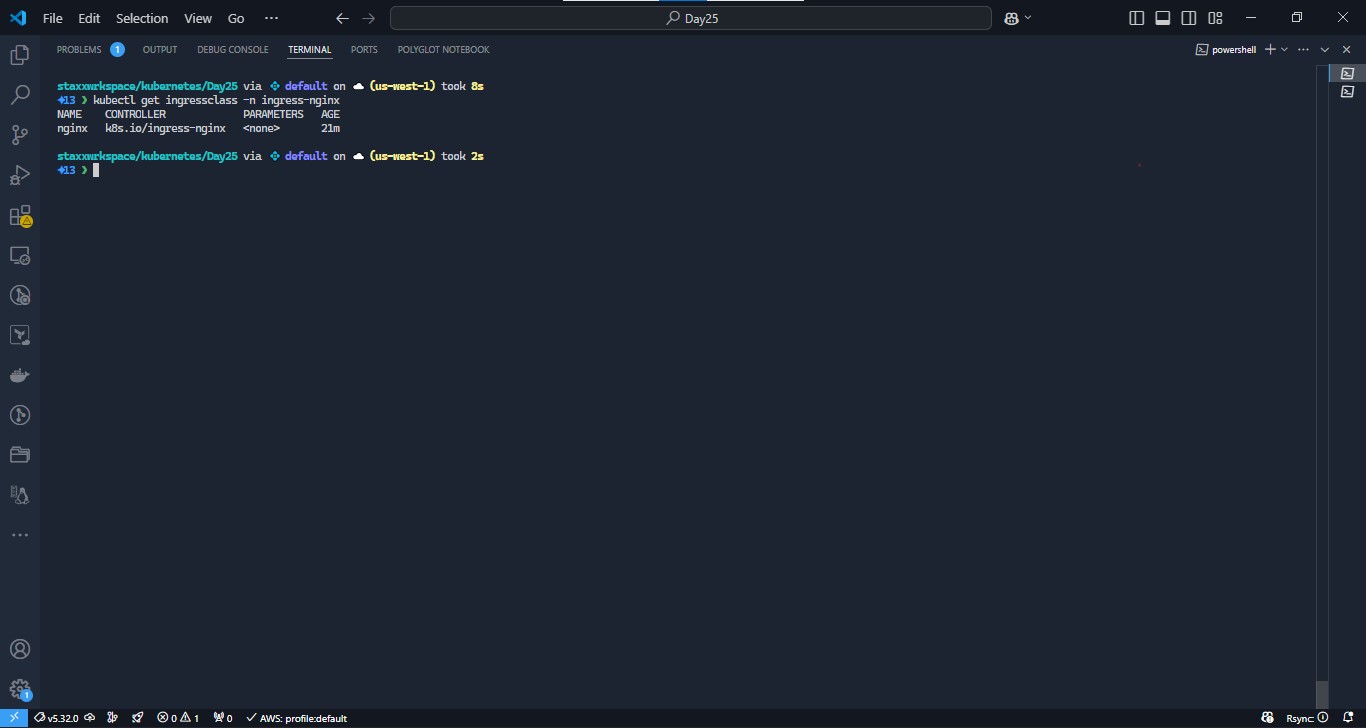 File Edit Selection View Go ··· Day25
PROBLEMS 1 OUTPUT DEBUG CONSOLE TERMINAL PORTS POLYGLOT NOTEBOOK powershell
staxxwrkspace/kubernetes/Day25 via default on (us-west-1) took 8s
13 ❯ kubectl get ingressclass -n ingress-nginx
NAME CONTROLLER PARAMETERS AGE
nginx k8s.io/ingress-nginx <none> 21m
staxxwrkspace/kubernetes/Day25 via default on (us-west-1) took 2s
13 ❯
1
v5.32.0 0 1 0 AWS: profile:default Rsync: